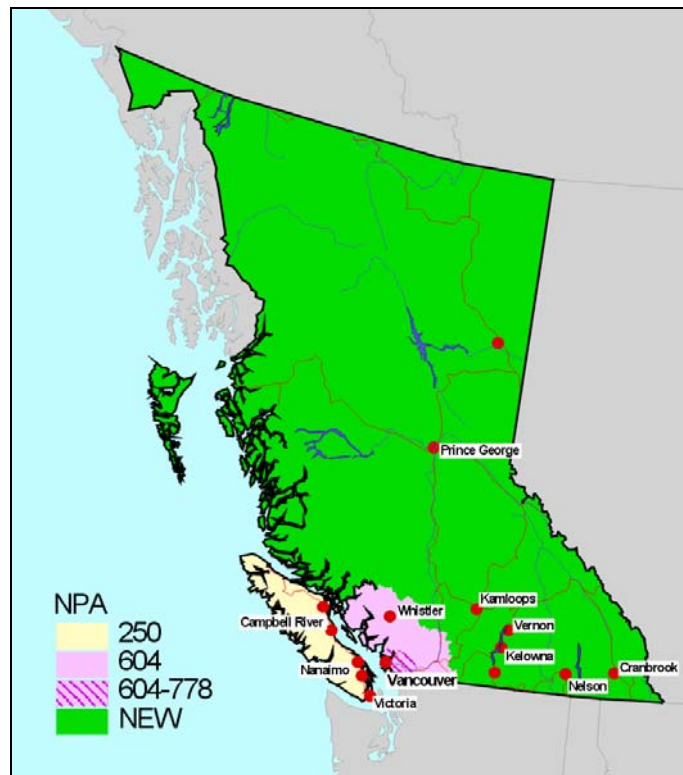 Prince George
Kamloops
Whistler
Vernon
Campbell River
Kelowna
Nanaimo
Vancouver
Cranbrook
Nelson
Victoria
NPA
250
604
604-778
NEW